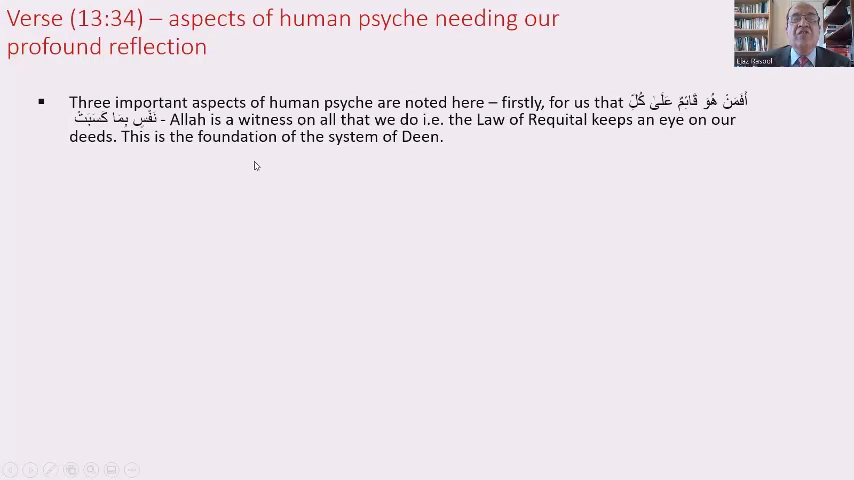 Verse (13:34) – aspects of human psyche needing our
profound reflection
▪ Three important aspects of human psyche are noted here – firstly, for us that أَفَمَنْ هُوَ قَائِمٌ عَلَىٰ كُلِّ
نَفْسٍ بِمَا كَسَبَتْ - Allah is a witness on all that we do i.e. the Law of Requital keeps an eye on our
deeds. This is the foundation of the system of Deen.
Ejaz Rasool